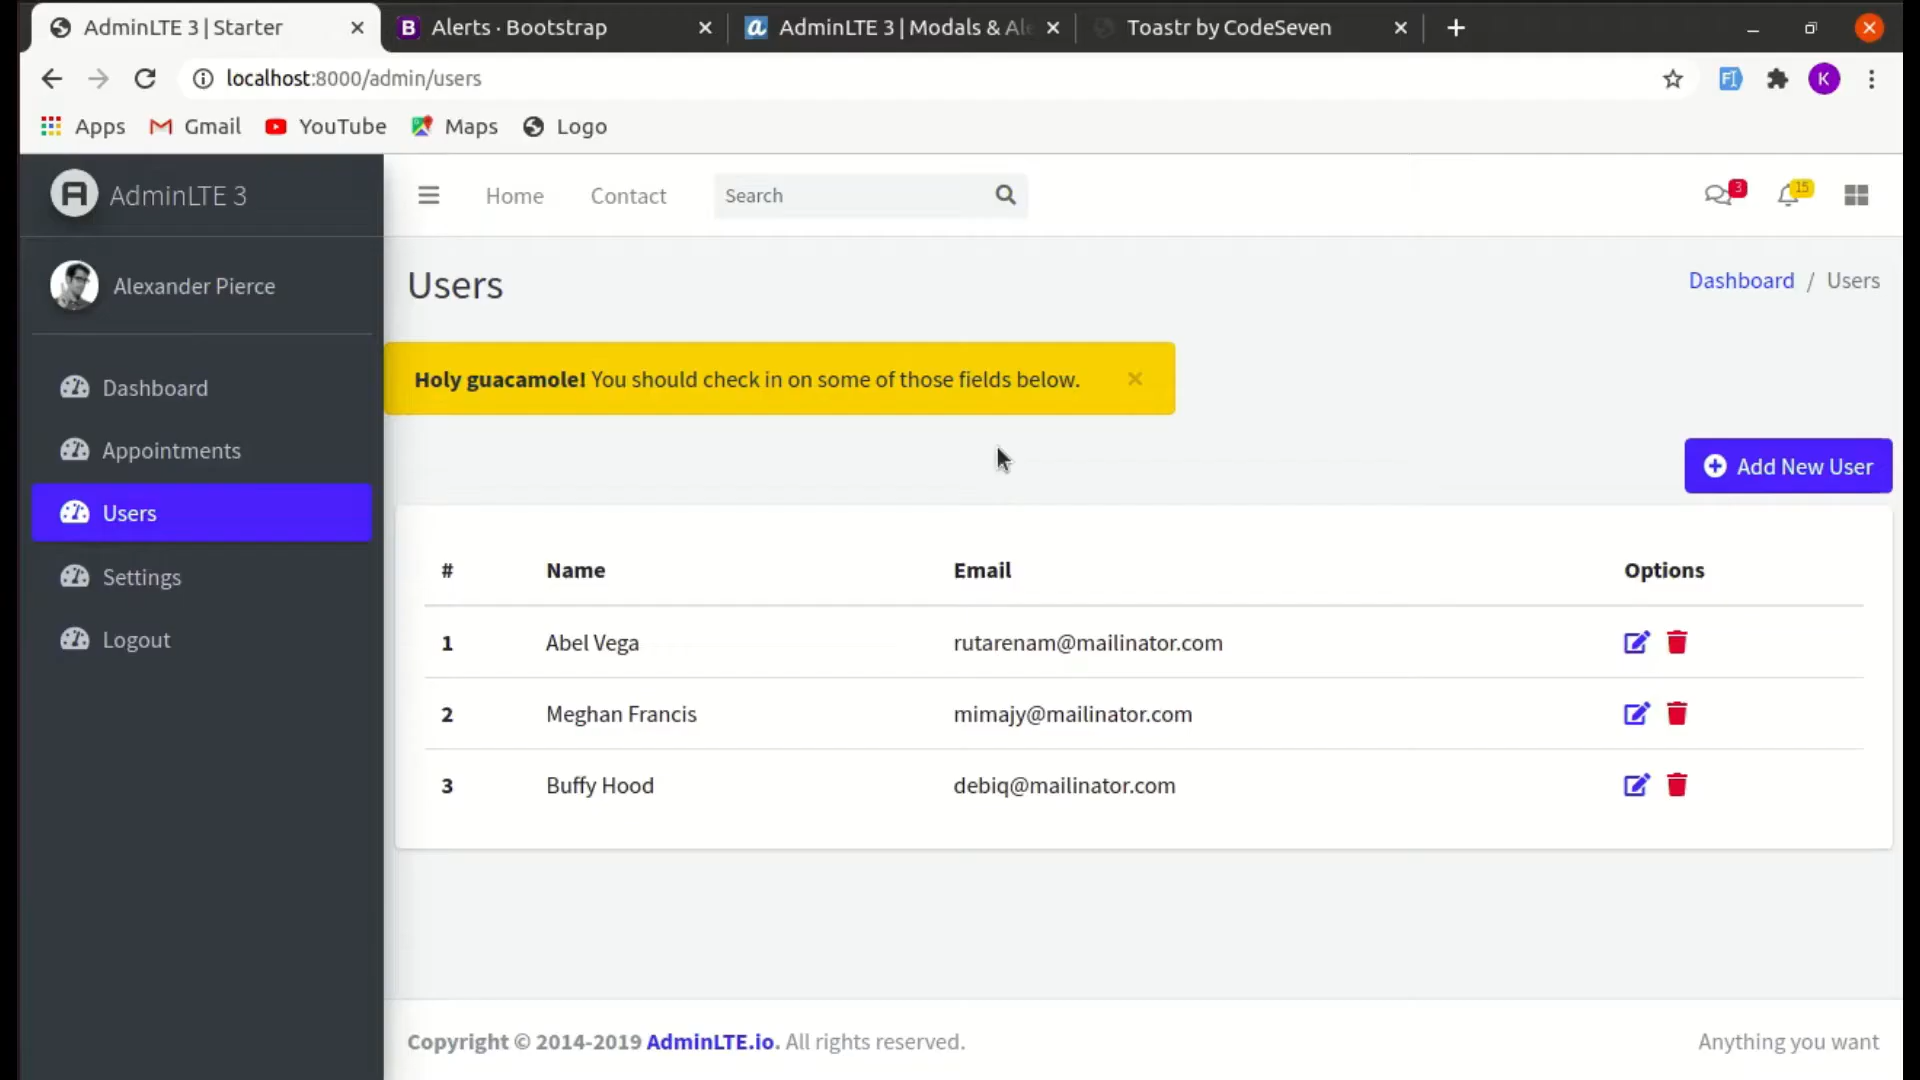 AdminLTE 3 | Starter
B Alerts · Bootstrap
a AdminLTE 3 | Modals & Ale
Toastr by CodeSeven
localhost:8000/admin/users
K
Apps Gmail YouTube Maps Logo
AdminLTE 3
Home Contact Search 3 15
Alexander Pierce
Users
Dashboard / Users
Holy guacamole! You should check in on some of those fields below. ×
Dashboard
Appointments
Users
Settings
Logout
Add New User
# Name Email Options
1 Abel Vega rutarenam@mailinator.com
2 Meghan Francis mimajy@mailinator.com
3 Buffy Hood debiq@mailinator.com
Copyright © 2014-2019 AdminLTE.io. All rights reserved. Anything you want